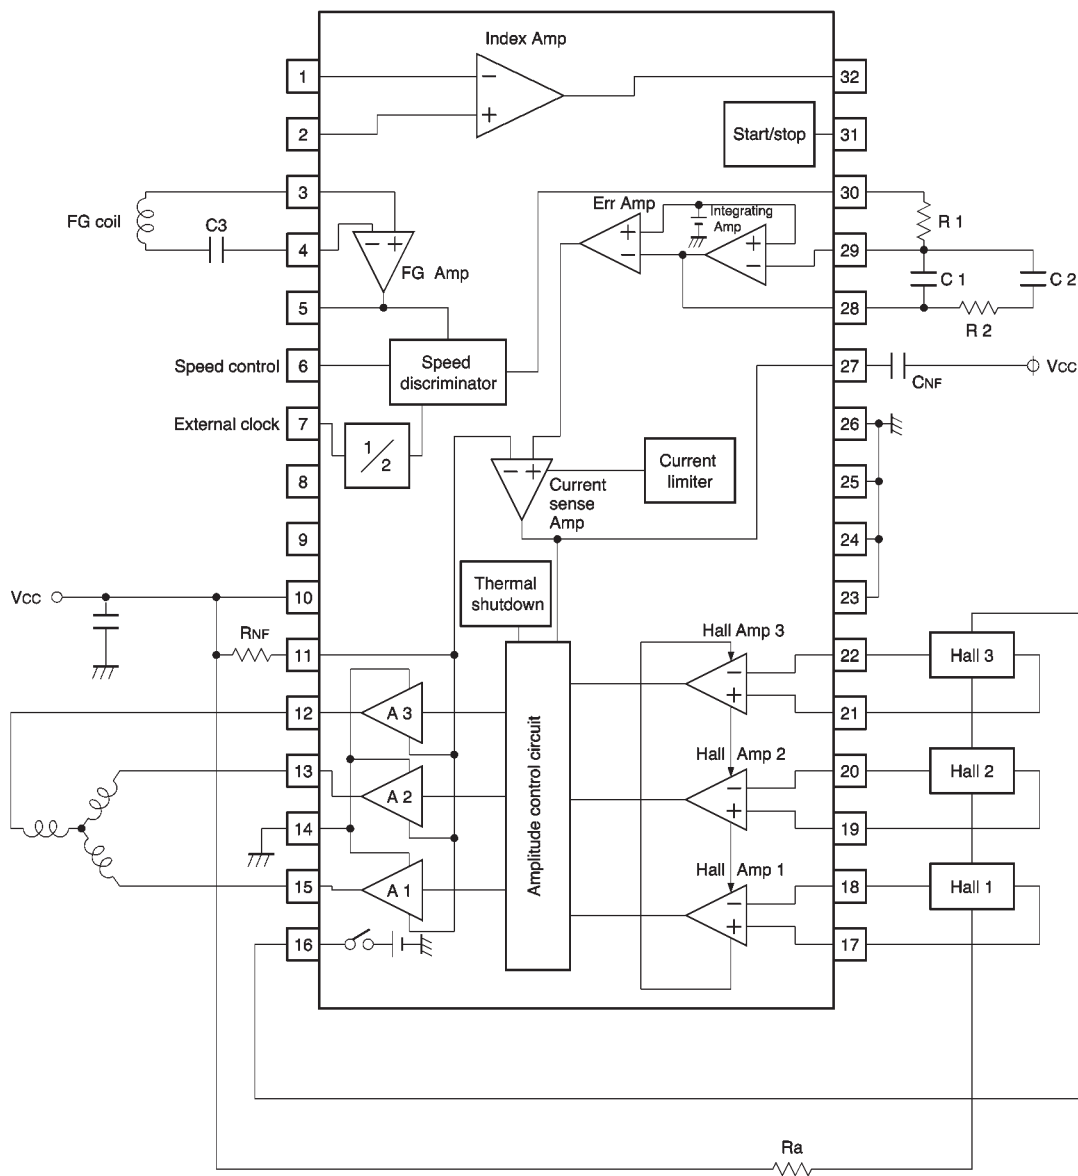 Index Amp
1
−
32
2
+
Start/stop
31
3
30
FG coil
C3
Err Amp
Integrating
Amp
R 1
4
− +
+
−
+
−
29
FG Amp
C 1
C 2
5
28
R 2
Speed control
6
Speed
discriminator
27
CNF
VCC
External clock
7
1/2
26
− +
Current
limiter
8
Current
sense
Amp
25
9
24
Thermal
shutdown
VCC
10
23
RNF
11
Hall Amp 3
22
Hall 3
−
+
12
A 3
21
Amplitude control circuit
13
Hall Amp 2
20
Hall 2
A 2
−
+
14
19
15
A 1
Hall Amp 1
18
Hall 1
−
+
16
17
Ra